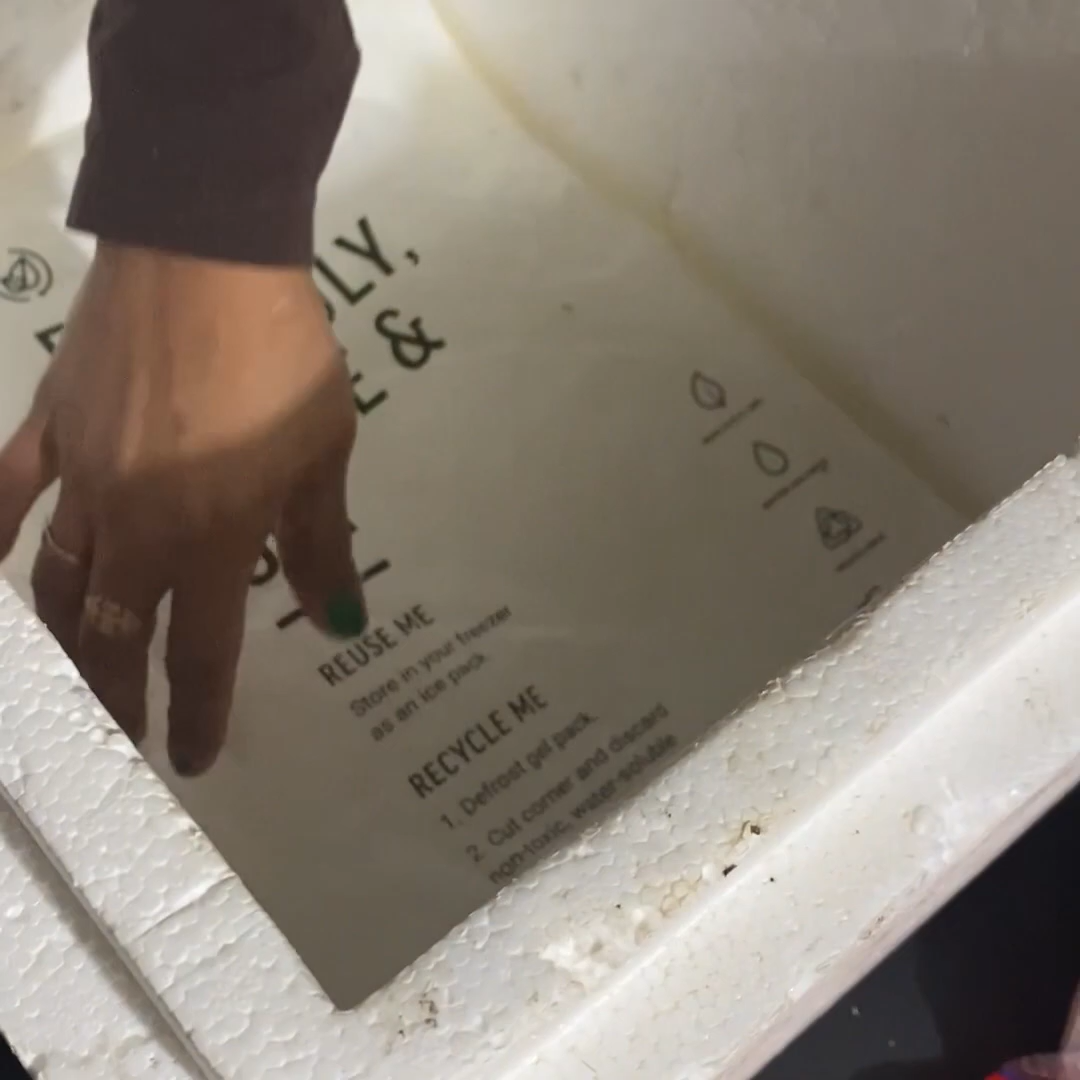 LY,
&
REUSE ME
Store in your freezer
as an ice pack.
RECYCLE ME
1. Defrost gel pack.
2. Cut corner and discard
non-toxic, water-soluble